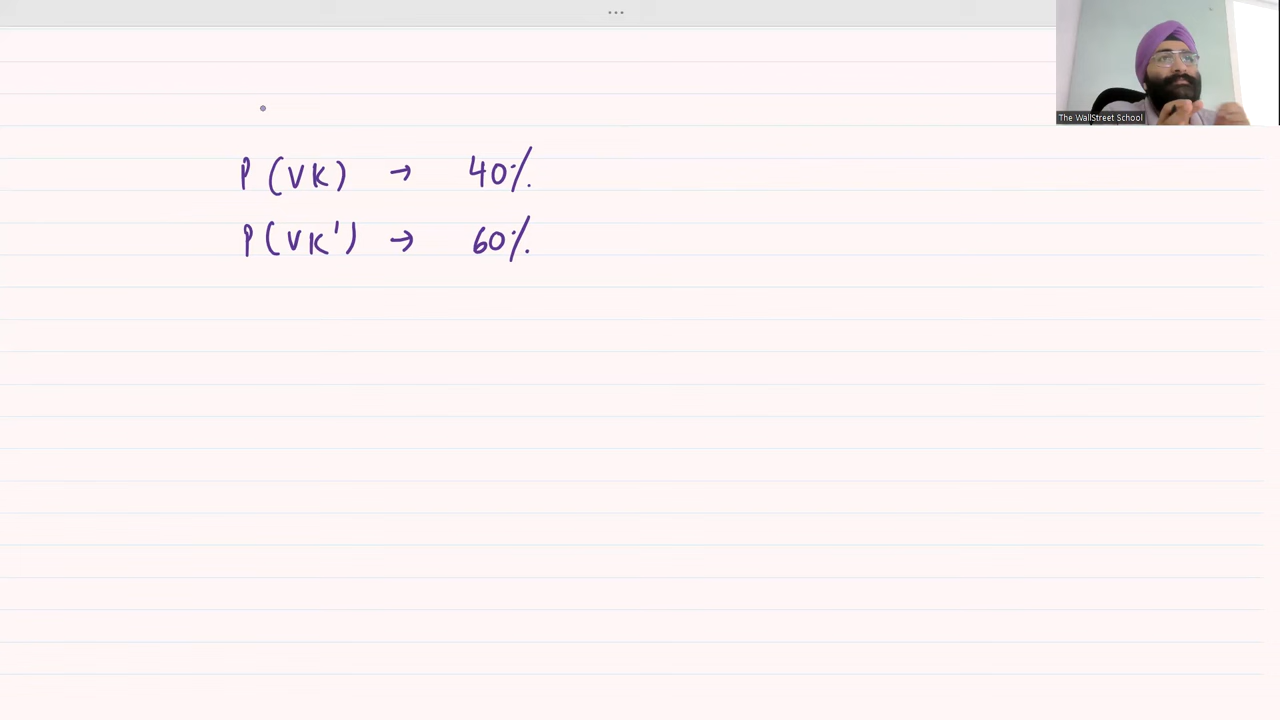 The WallStreet School
P (VK) → 40%
P (VK') → 60%